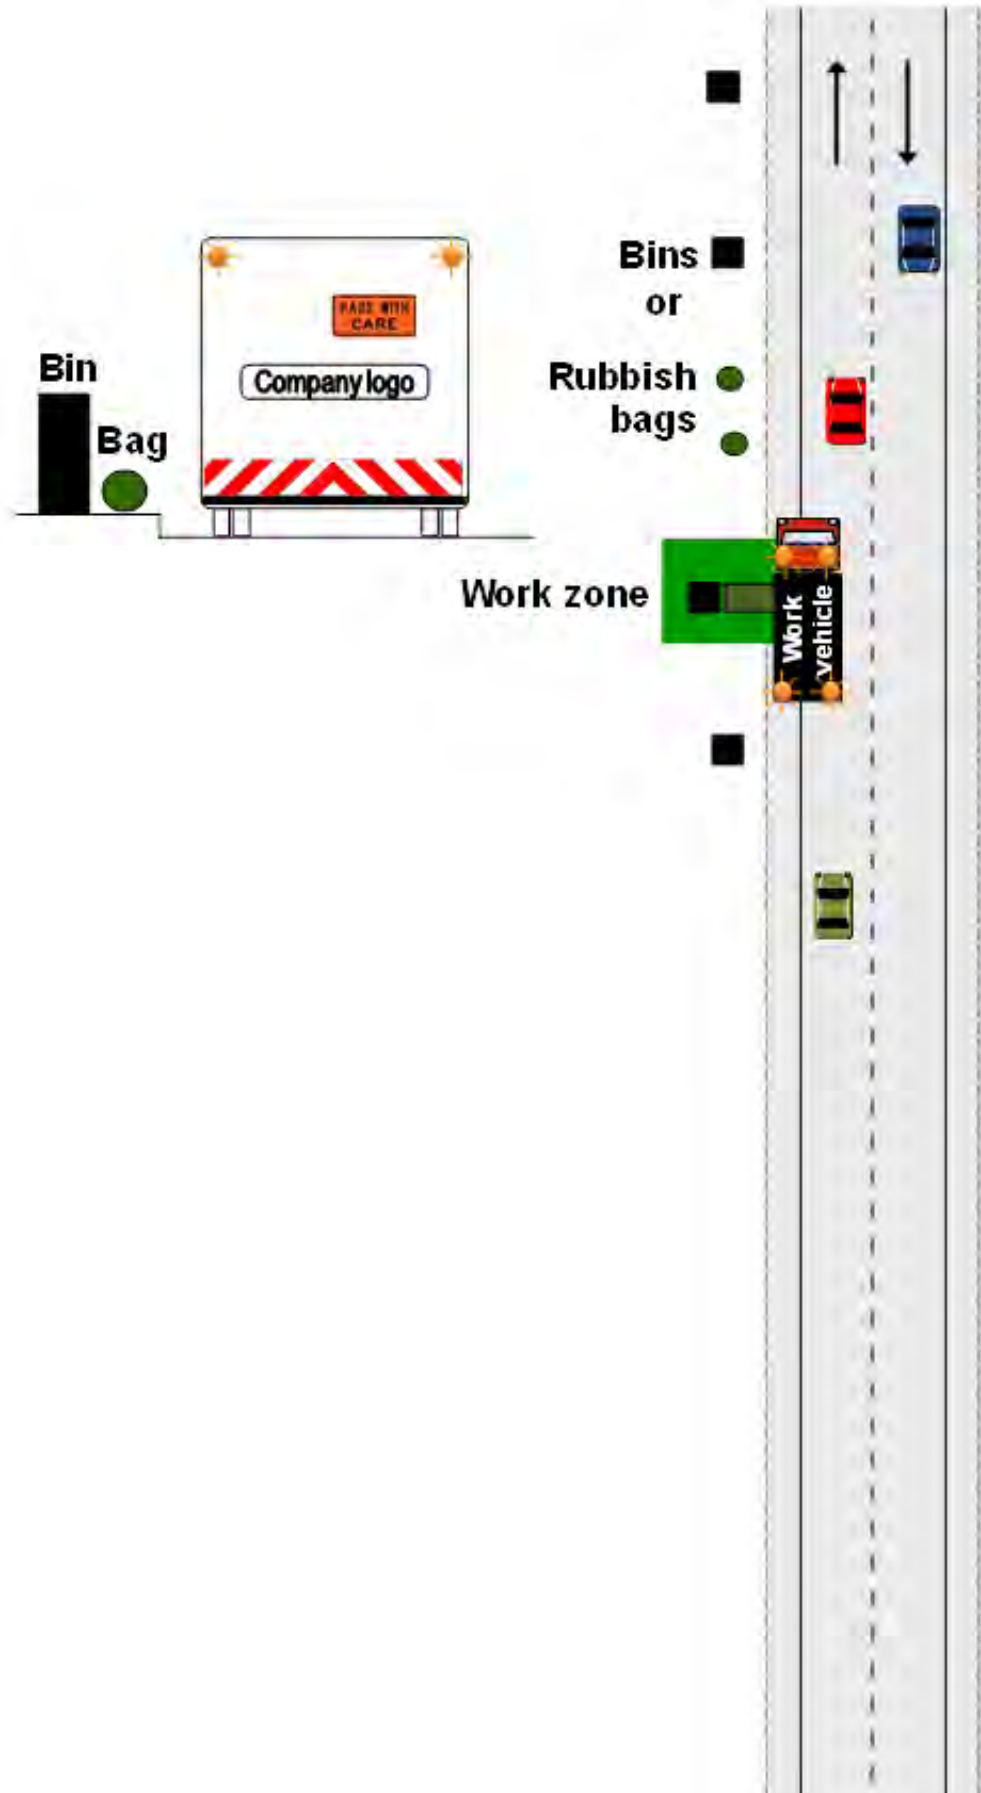 Bin
Bag
PASS WITH
CARE
Company logo
Bins
or
Rubbish
bags
Work zone
Work
vehicle